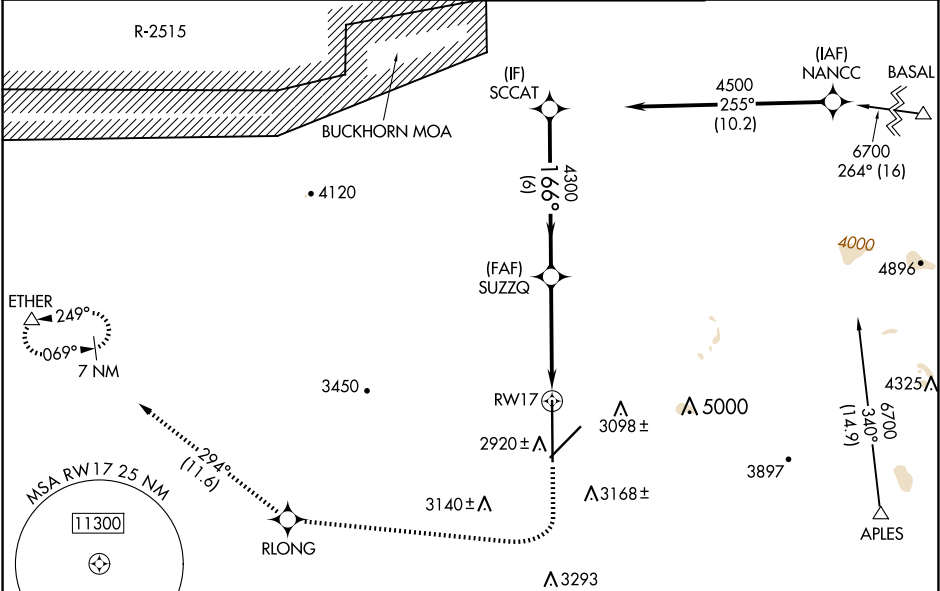 R-2515
BUCKHORN MOA
(IF)
SCCAT
4500
255°
(10.2)
(IAF)
NANCC
BASAL
6700
264° (16)
4300
166°
(6)
4120
4000
4896
(FAF)
SUZZQ
ETHER
249°
069°
7 NM
3450
RW17
3098±
5000
4325
2920±
6700
340°
(14.9)
294°
(11.6)
3897
3140±
3168±
MSA RW17 25 NM
11300
RLONG
APLES
3293